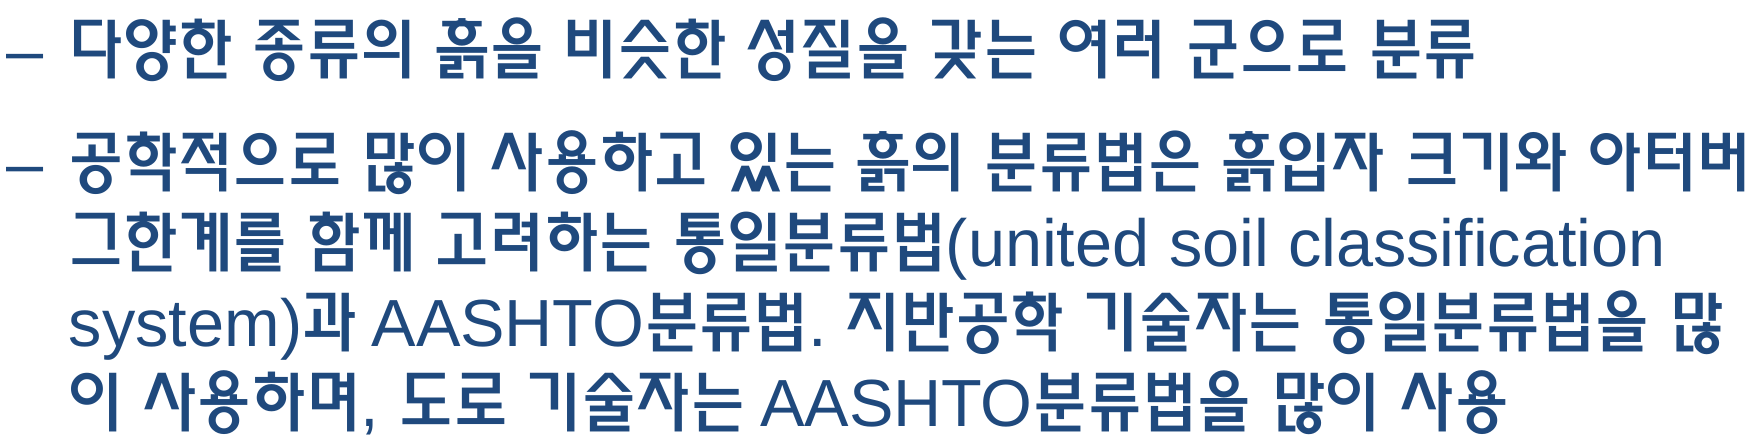 – 다양한 종류의 흙을 비슷한 성질을 갖는 여러 군으로 분류
– 공학적으로 많이 사용하고 있는 흙의 분류법은 흙입자 크기와 아터버
그한계를 함께 고려하는 통일분류법(united soil classification
system)과 AASHTO분류법. 지반공학 기술자는 통일분류법을 많
이 사용하며, 도로 기술자는 AASHTO분류법을 많이 사용